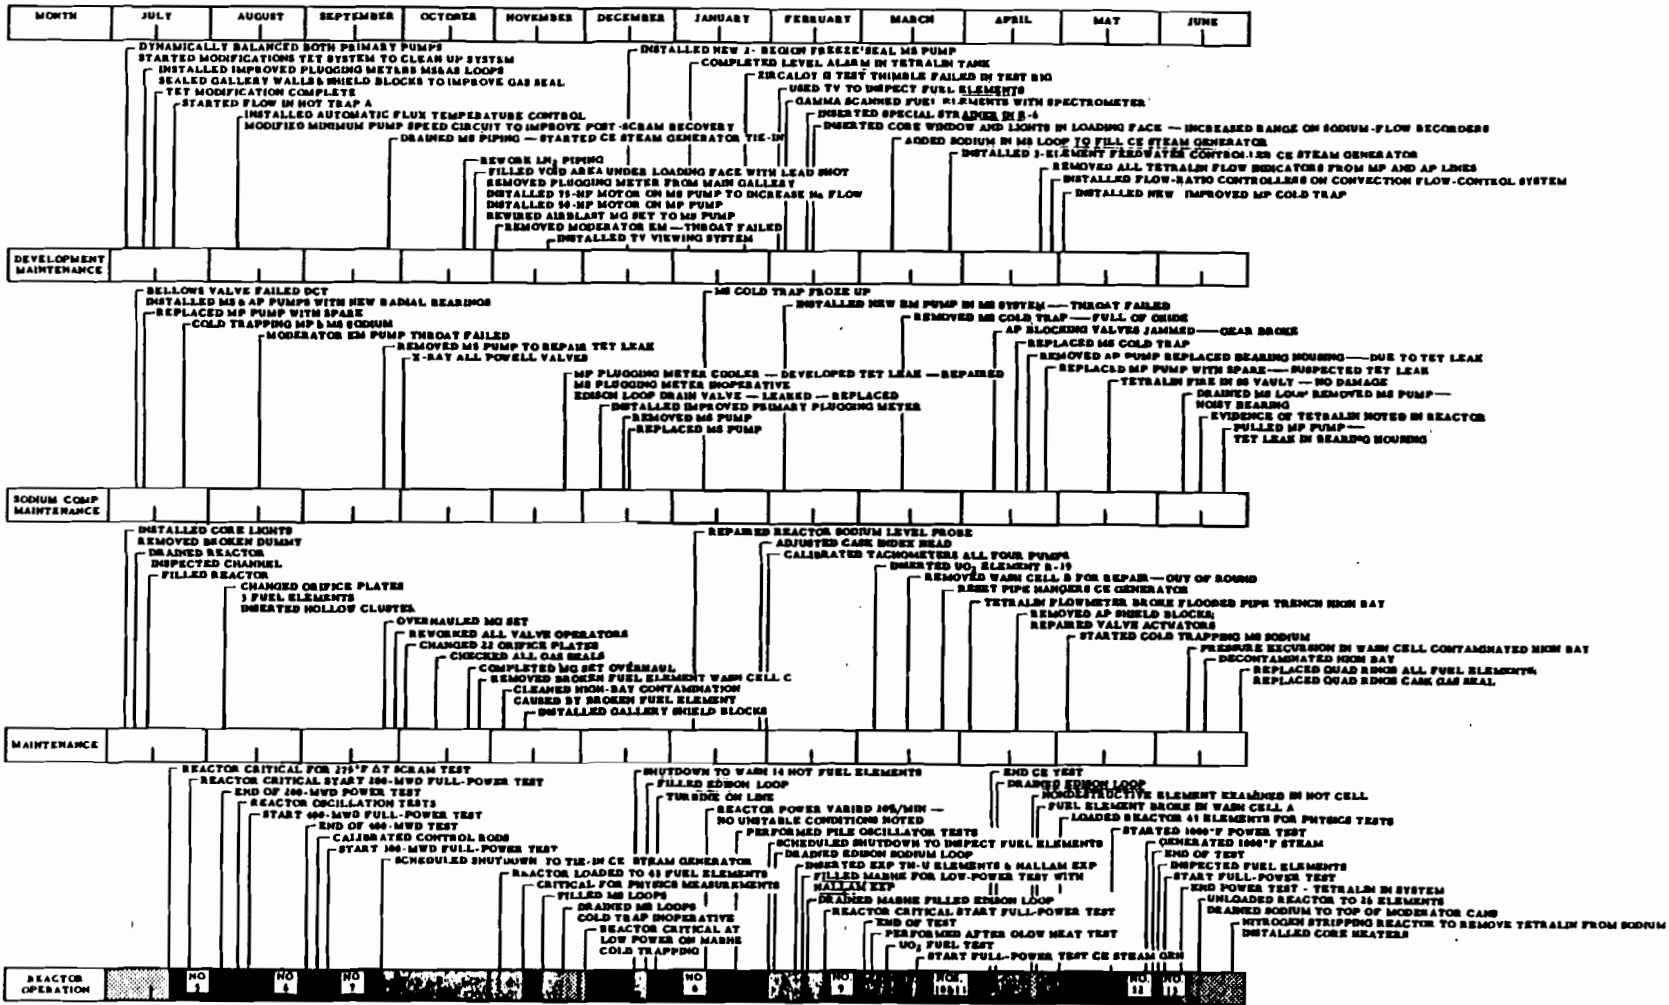 MONTH JULY AUGUST SEPTEMBER OCTOBER NOVEMBER DECEMBER JANUARY FEBRUARY MARCH APRIL MAY JUNE
DYNAMICALLY BALANCED BOTH PRIMARY PUMPS
STARTED MODIFICATIONS TET SYSTEM TO CLEAN UP SYSTEM
INSTALLED IMPROVED PLUGGING METERS MS&AS LOOPS
SEALED GALLERY WALLS & SHIELD BLOCKS TO IMPROVE GAS SEAL
TET MODIFICATION COMPLETE
STARTED FLOW IN HOT TRAP A
INSTALLED AUTOMATIC FLUX TEMPERATURE CONTROL
MODIFIED MINIMUM PUMP SPEED CIRCUIT TO IMPROVE POST-SCRAM RECOVERY
DRAINED MS PIPING — STARTED CE STEAM GENERATOR TIE-IN
REWORK LN2 PIPING
FILLED VOID AREA UNDER LOADING FACE WITH LEAD SHOT
REMOVED PLUGGING METER FROM MAIN GALLERY
INSTALLED 75-HP MOTOR ON MS PUMP TO INCREASE Na FLOW
INSTALLED 50-HP MOTOR ON MP PUMP
REWIRED AIRBLAST MG SET TO MS PUMP
REMOVED MODERATOR EM — THROAT FAILED
INSTALLED TV VIEWING SYSTEM
INSTALLED NEW 2-REGION FREEZE SEAL MS PUMP
COMPLETED LEVEL ALARM IN TETRALIN TANK
ZIRCALOY II TEST THIMBLE FAILED IN TEST RIG
USED TV TO INSPECT FUEL ELEMENTS
GAMMA SCANNED FUEL ELEMENTS WITH SPECTROMETER
INSERTED SPECIAL STRAINER IN R-6
INSERTED CORE WINDOW AND LIGHTS IN LOADING FACE — INCREASED RANGE ON SODIUM-FLOW RECORDERS
ADDED SODIUM IN MS LOOP TO FILL CE STEAM GENERATOR
INSTALLED 3-ELEMENT FEEDWATER CONTROLLER CE STEAM GENERATOR
REMOVED ALL TETRALIN FLOW INDICATORS FROM MP AND AP LINES
INSTALLED FLOW-RATIO CONTROLLERS ON CONVECTION FLOW-CONTROL SYSTEM
INSTALLED NEW IMPROVED MP COLD TRAP
DEVELOPMENT MAINTENANCE
BELLOWS VALVE FAILED DCT
INSTALLED MS & AP PUMPS WITH NEW RADIAL BEARINGS
REPLACED MP PUMP WITH SPARE
COLD TRAPPING MP & MS SODIUM
MODERATOR EM PUMP THROAT FAILED
REMOVED MS PUMP TO REPAIR TET LEAK
X-RAY ALL POWELL VALVES
MP PLUGGING METER COOLER — DEVELOPED TET LEAK — REPAIRED
MS PLUGGING METER INOPERATIVE
EDISON LOOP DRAIN VALVE — LEAKED — REPLACED
INSTALLED IMPROVED PRIMARY PLUGGING METER
REMOVED MS PUMP
REPLACED MS PUMP
MS COLD TRAP FROZE UP
INSTALLED NEW EM PUMP IN MS SYSTEM — THROAT FAILED
REMOVED MS COLD TRAP — FULL OF OXIDE
AP BLOCKING VALVES JAMMED — GEAR BROKE
REPLACED MS COLD TRAP
REMOVED AP PUMP REPLACED BEARING HOUSING — DUE TO TET LEAK
REPLACED MP PUMP WITH SPARE — SUSPECTED TET LEAK
TETRALIN FIRE IN VAULT — NO DAMAGE
DRAINED MS LOOP REMOVED MS PUMP —
NOISY BEARING
EVIDENCE OF TETRALIN NOTED IN REACTOR
PULLED MP PUMP —
TET LEAK IN BEARING HOUSING
SODIUM COMP MAINTENANCE
INSTALLED CORE LIGHTS
REMOVED BROKEN DUMMY
DRAINED REACTOR
INSPECTED CHANNEL
FILLED REACTOR
CHANGED ORIFICE PLATES
3 FUEL ELEMENTS
INSERTED HOLLOW CLUSTER
OVERHAULED MG SET
REWORKED ALL VALVE OPERATORS
CHANGED 22 ORIFICE PLATES
CHECKED ALL GAS SEALS
COMPLETED MG SET OVERHAUL
REMOVED BROKEN FUEL ELEMENT WASH CELL C
CLEANED HIGH-BAY CONTAMINATION
CAUSED BY BROKEN FUEL ELEMENT
INSTALLED GALLERY SHIELD BLOCKS
REPAIRED REACTOR SODIUM LEVEL PROBE
ADJUSTED CASK INDEX HEAD
CALIBRATED TACHOMETERS ALL FOUR PUMPS
INSERTED UO2 ELEMENT R-19
REMOVED WASH CELL B FOR REPAIR — OUT OF ROUND
RESET PIPE HANGERS CE GENERATOR
TETRALIN FLOWMETER BROKE FLOODED PIPE TRENCH HIGH BAY
REMOVED AP SHIELD BLOCKS;
REPAIRED VALVE ACTUATORS
STARTED COLD TRAPPING MS SODIUM
PRESSURE EXCURSION IN WASH CELL CONTAMINATED HIGH BAY
DECONTAMINATED HIGH BAY
REPLACED QUAD RINGS ALL FUEL ELEMENTS;
REPLACED QUAD RINGS CASK GAS SEAL
MAINTENANCE
REACTOR CRITICAL FOR 275°F ΔT SCRAM TEST
REACTOR CRITICAL START 200-MWD FULL-POWER TEST
END OF 200-MWD POWER TEST
REACTOR OSCILLATION TESTS
START 400-MWD FULL-POWER TEST
END OF 400-MWD TEST
CALIBRATED CONTROL RODS
START 300-MWD FULL-POWER TEST
SCHEDULED SHUTDOWN TO TIE-IN CE STEAM GENERATOR
REACTOR LOADED TO 43 FUEL ELEMENTS
CRITICAL FOR PHYSICS MEASUREMENTS
FILLED MS LOOPS
DRAINED MS LOOPS
COLD TRAP INOPERATIVE
REACTOR CRITICAL AT
LOW POWER ON MARNE
COLD TRAPPING
SHUTDOWN TO WASH 14 HOT FUEL ELEMENTS
FILLED EDISON LOOP
TURBINE ON LINE
REACTOR POWER VARIED 20%/MIN —
NO UNSTABLE CONDITIONS NOTED
PERFORMED PILE OSCILLATOR TESTS
SCHEDULED SHUTDOWN TO INSPECT FUEL ELEMENTS
DRAINED EDISON SODIUM LOOP
INSERTED EXP TH-U ELEMENTS & HALLAM EXP
FILLED MARNE FOR LOW-POWER TEST WITH
HALLAM EXP
DRAINED MARNE FILLED EDISON LOOP
REACTOR CRITICAL START FULL-POWER TEST
END OF TEST
PERFORMED AFTER GLOW HEAT TEST
UO2 FUEL TEST
START FULL-POWER TEST CE STEAM GEN
END CE TEST
DRAINED EDISON LOOP
NONDESTRUCTIVE ELEMENT EXAMINED IN HOT CELL
FUEL ELEMENT BROKE IN WASH CELL A
LOADED REACTOR 41 ELEMENTS FOR PHYSICS TESTS
STARTED 1000°F POWER TEST
GENERATED 1000°F STEAM
END OF TEST
INSPECTED FUEL ELEMENTS
START FULL-POWER TEST
END POWER TEST - TETRALIN IN SYSTEM
UNLOADED REACTOR TO 26 ELEMENTS
DRAINED SODIUM TO TOP OF MODERATOR CANS
NITROGEN STRIPPING REACTOR TO REMOVE TETRALIN FROM SODIUM
INSTALLED CORE HEATERS
REACTOR OPERATION NO 5 NO 6 NO 7 NO 8 NO 9 NOS. 10&11 NO. 12 NO 13